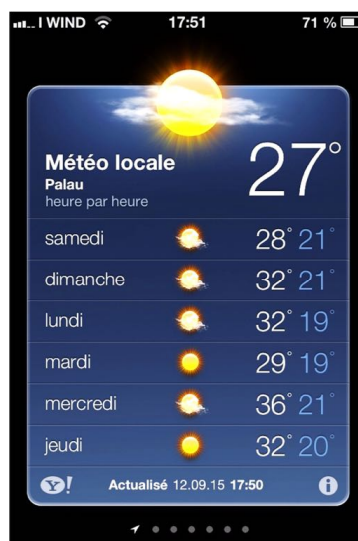 I WIND 17:51 71 %
Météo locale 27°
Palau
heure par heure
samedi 28° 21°
dimanche 32° 21°
lundi 32° 19°
mardi 29° 19°
mercredi 36° 21°
jeudi 32° 20°
Y! Actualisé 12.09.15 17:50 i